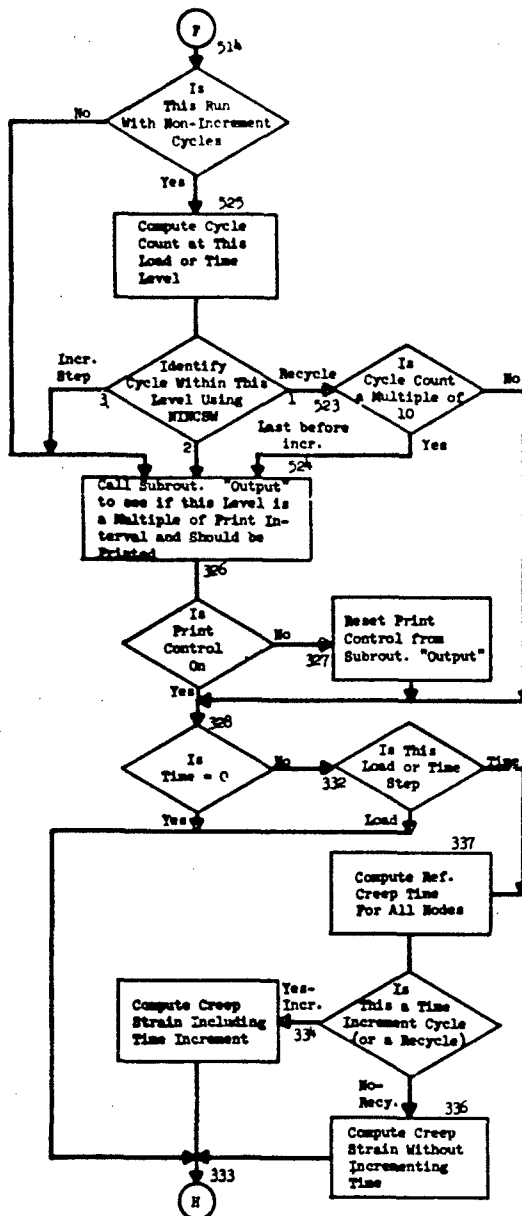 F
514
Is
This Run
With Non-Increment
Cycles
No
Yes
525
Compute Cycle
Count at This
Load or Time
Level
Incr.
Step
3
Identify
Cycle Within This
Level Using
NINCSW
Recycle
1
523
Is
Cycle Count
a Multiple of
10
No
Yes
2
Last before
incr.
524
Call Subrout. "Output"
to see if this Level is
a Multiple of Print In-
terval and Should be
Printed
326
Is
Print
Control
On
No
327
Reset Print
Control from
Subrout. "Output"
Yes
328
Is
Time = 0
No
332
Is This
Load or Time
Step
Time
Yes
Load
337
Compute Ref.
Creep Time
For All Nodes
Is
This a Time
Increment Cycle
(or a Recycle)
Yes-
Incr.
334
Compute Creep
Strain Including
Time Increment
No-
Recy.
336
Compute Creep
Strain Without
Incrementing
Time
333
H